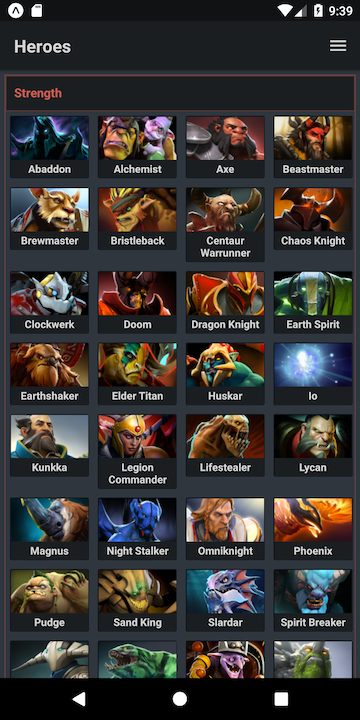 9:39
Heroes
Strength
Abaddon
Alchemist
Axe
Beastmaster
Brewmaster
Bristleback
Centaur
Warrunner
Chaos Knight
Clockwerk
Doom
Dragon Knight
Earth Spirit
Earthshaker
Elder Titan
Huskar
Io
Kunkka
Legion
Commander
Lifestealer
Lycan
Magnus
Night Stalker
Omniknight
Phoenix
Pudge
Sand King
Slardar
Spirit Breaker